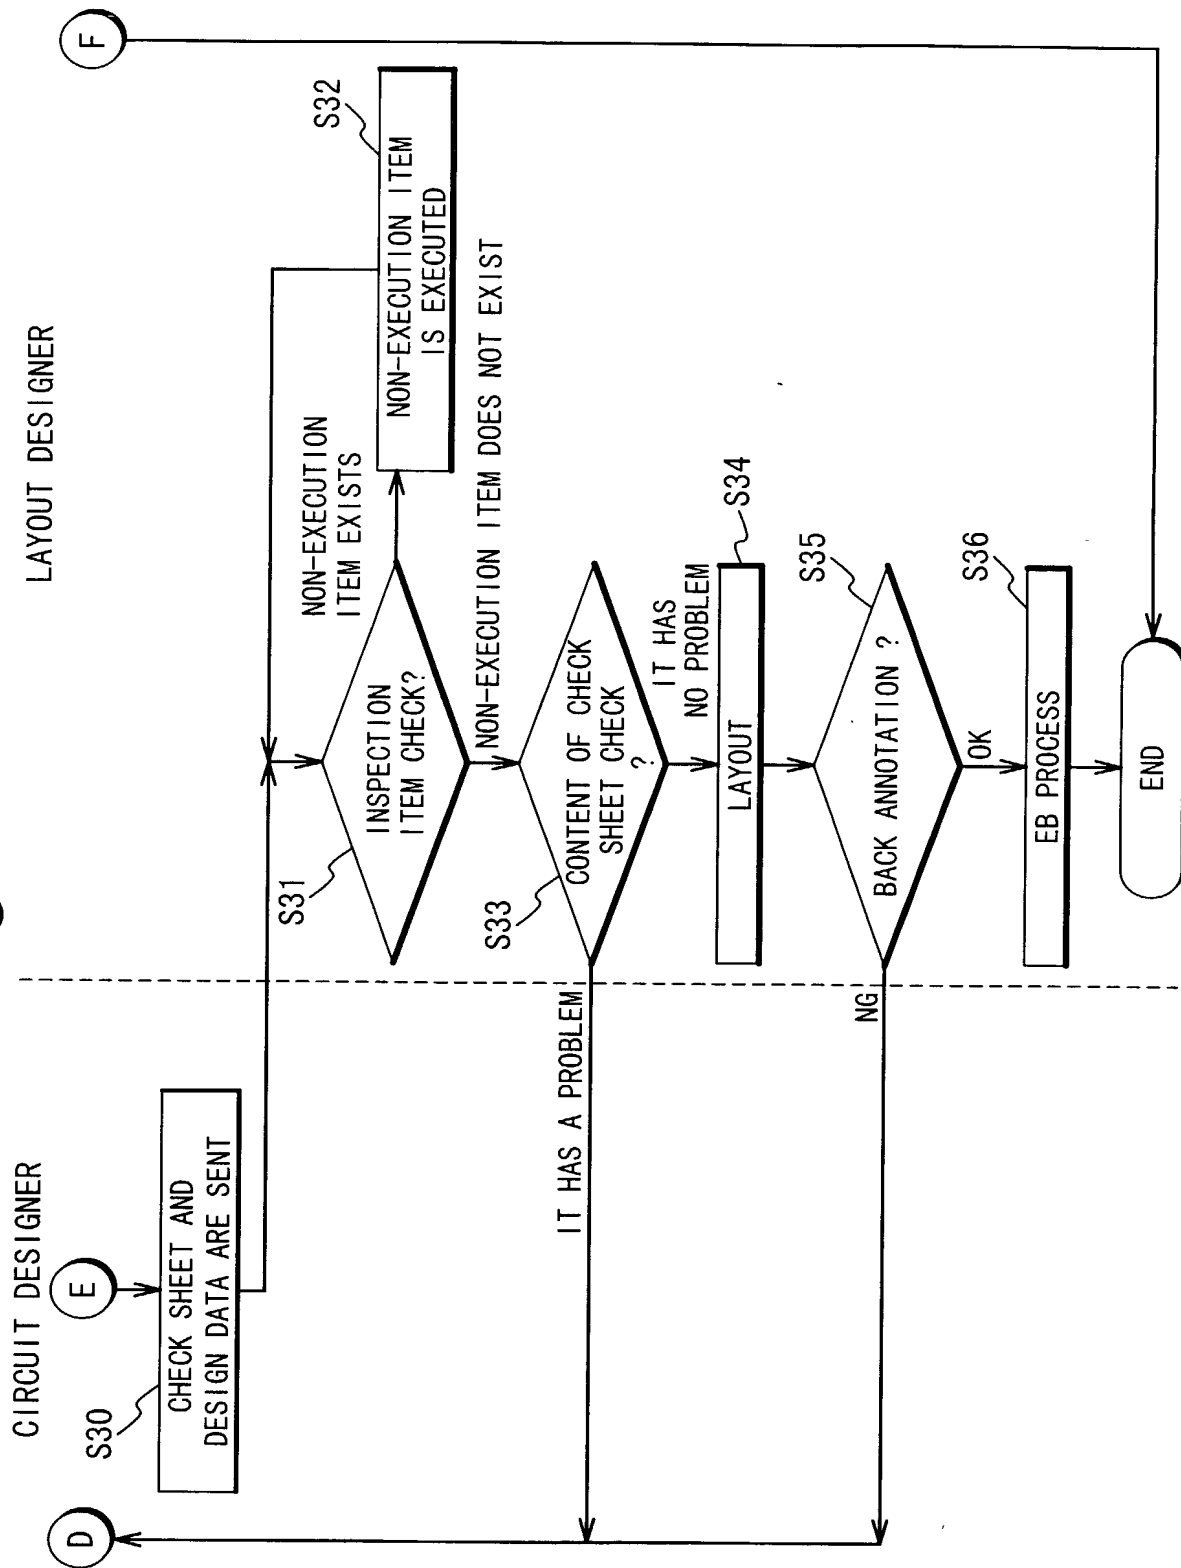 CIRCUIT DESIGNER
LAYOUT DESIGNER
D
E
F
S30
CHECK SHEET AND
DESIGN DATA ARE SENT
S31
INSPECTION
ITEM CHECK?
NON-EXECUTION
ITEM EXISTS
S32
NON-EXECUTION ITEM
IS EXECUTED
NON-EXECUTION ITEM DOES NOT EXIST
S33
CONTENT OF CHECK
SHEET CHECK
?
IT HAS A PROBLEM
IT HAS
NO PROBLEM
S34
LAYOUT
S35
BACK ANNOTATION ?
NG
OK
S36
EB PROCESS
END